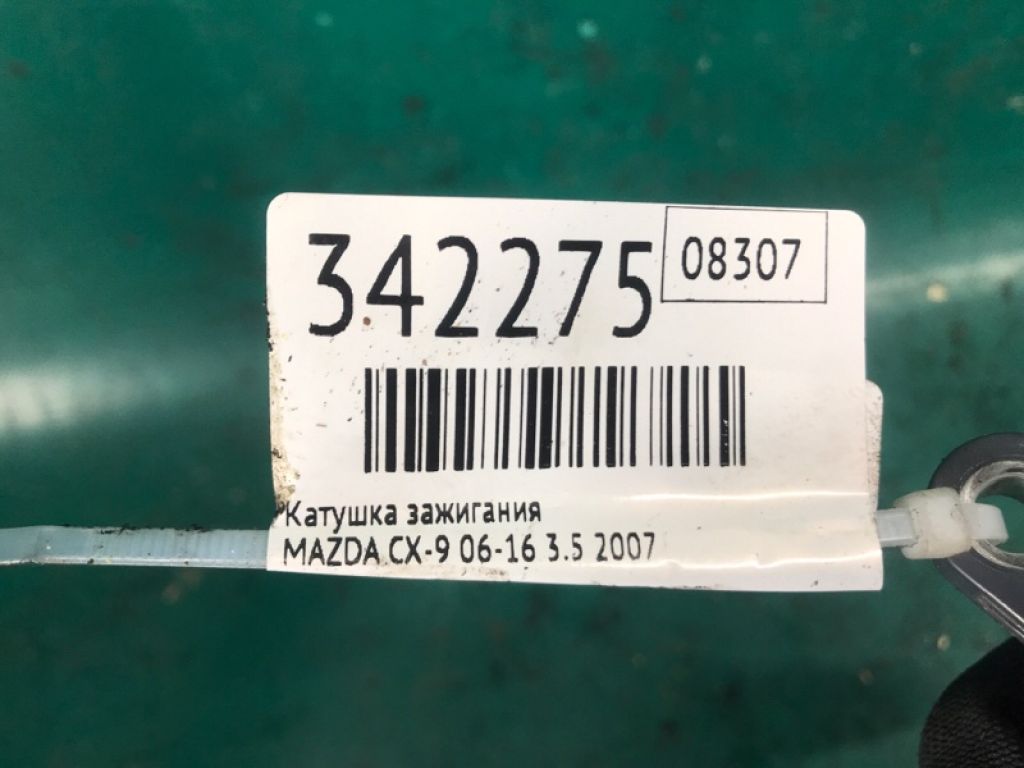 342275
08307
Катушка зажигания
MAZDA CX-9 06-16 3.5 2007